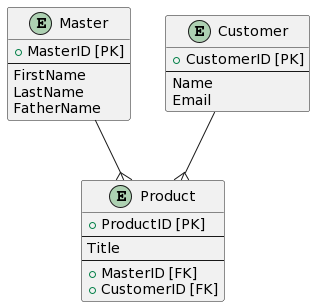 E Master
+ MasterID [PK]
FirstName
LastName
FatherName
E Customer
+ CustomerID [PK]
Name
Email
E Product
+ ProductID [PK]
Title
+ MasterID [FK]
+ CustomerID [FK]